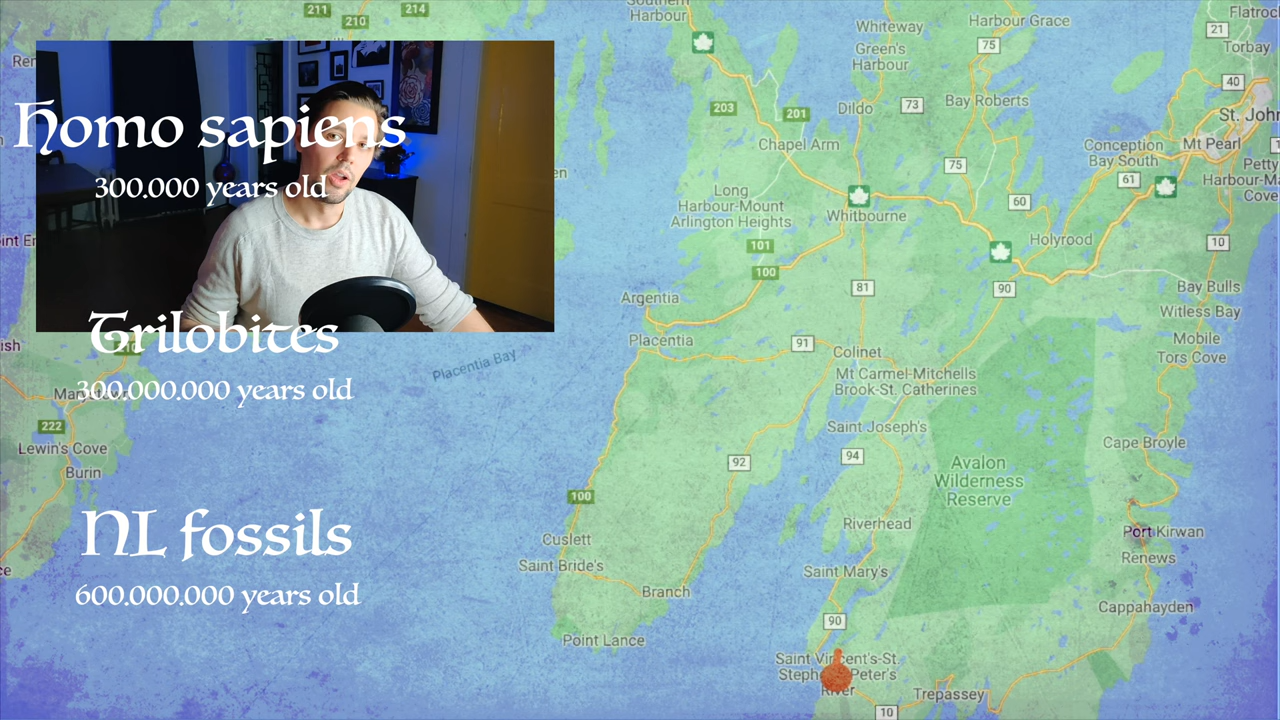 Homo sapiens
300.000 years old
Trilobites
300.000.000 years old
NL fossils
600.000.000 years old
211
210
214
Harbour
Whiteway
Harbour Grace
21
Torbay
Green's
Harbour
75
40
203
201
Dildo
73
Bay Roberts
St. John
Chapel Arm
Conception
Bay South
Mt Pearl
75
61
Petty
Harbour-Ma
Cove
Long
Harbour-Mount
Arlington Heights
Whitbourne
60
101
100
Holyrood
10
81
90
Bay Bulls
Argentia
Witless Bay
Placentia
91
Colinet
Mobile
Tors Cove
Placentia Bay
Mt Carmel-Mitchells
Brook-St. Catherines
222
Saint Joseph's
Lewin's Cove
Burin
92
94
Cape Broyle
Avalon
Wilderness
Reserve
100
Riverhead
Cuslett
Port Kirwan
Saint Bride's
Saint Mary's
Renews
Branch
Cappahayden
90
Point Lance
Saint Vincent's-St.
Peter's
River
Trepassey
10